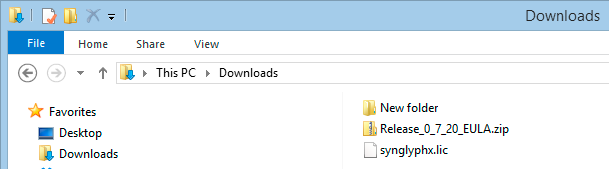 Downloads
File Home Share View
This PC Downloads
Favorites
Desktop
Downloads
New folder
Release_0_7_20_EULA.zip
synglyphx.lic